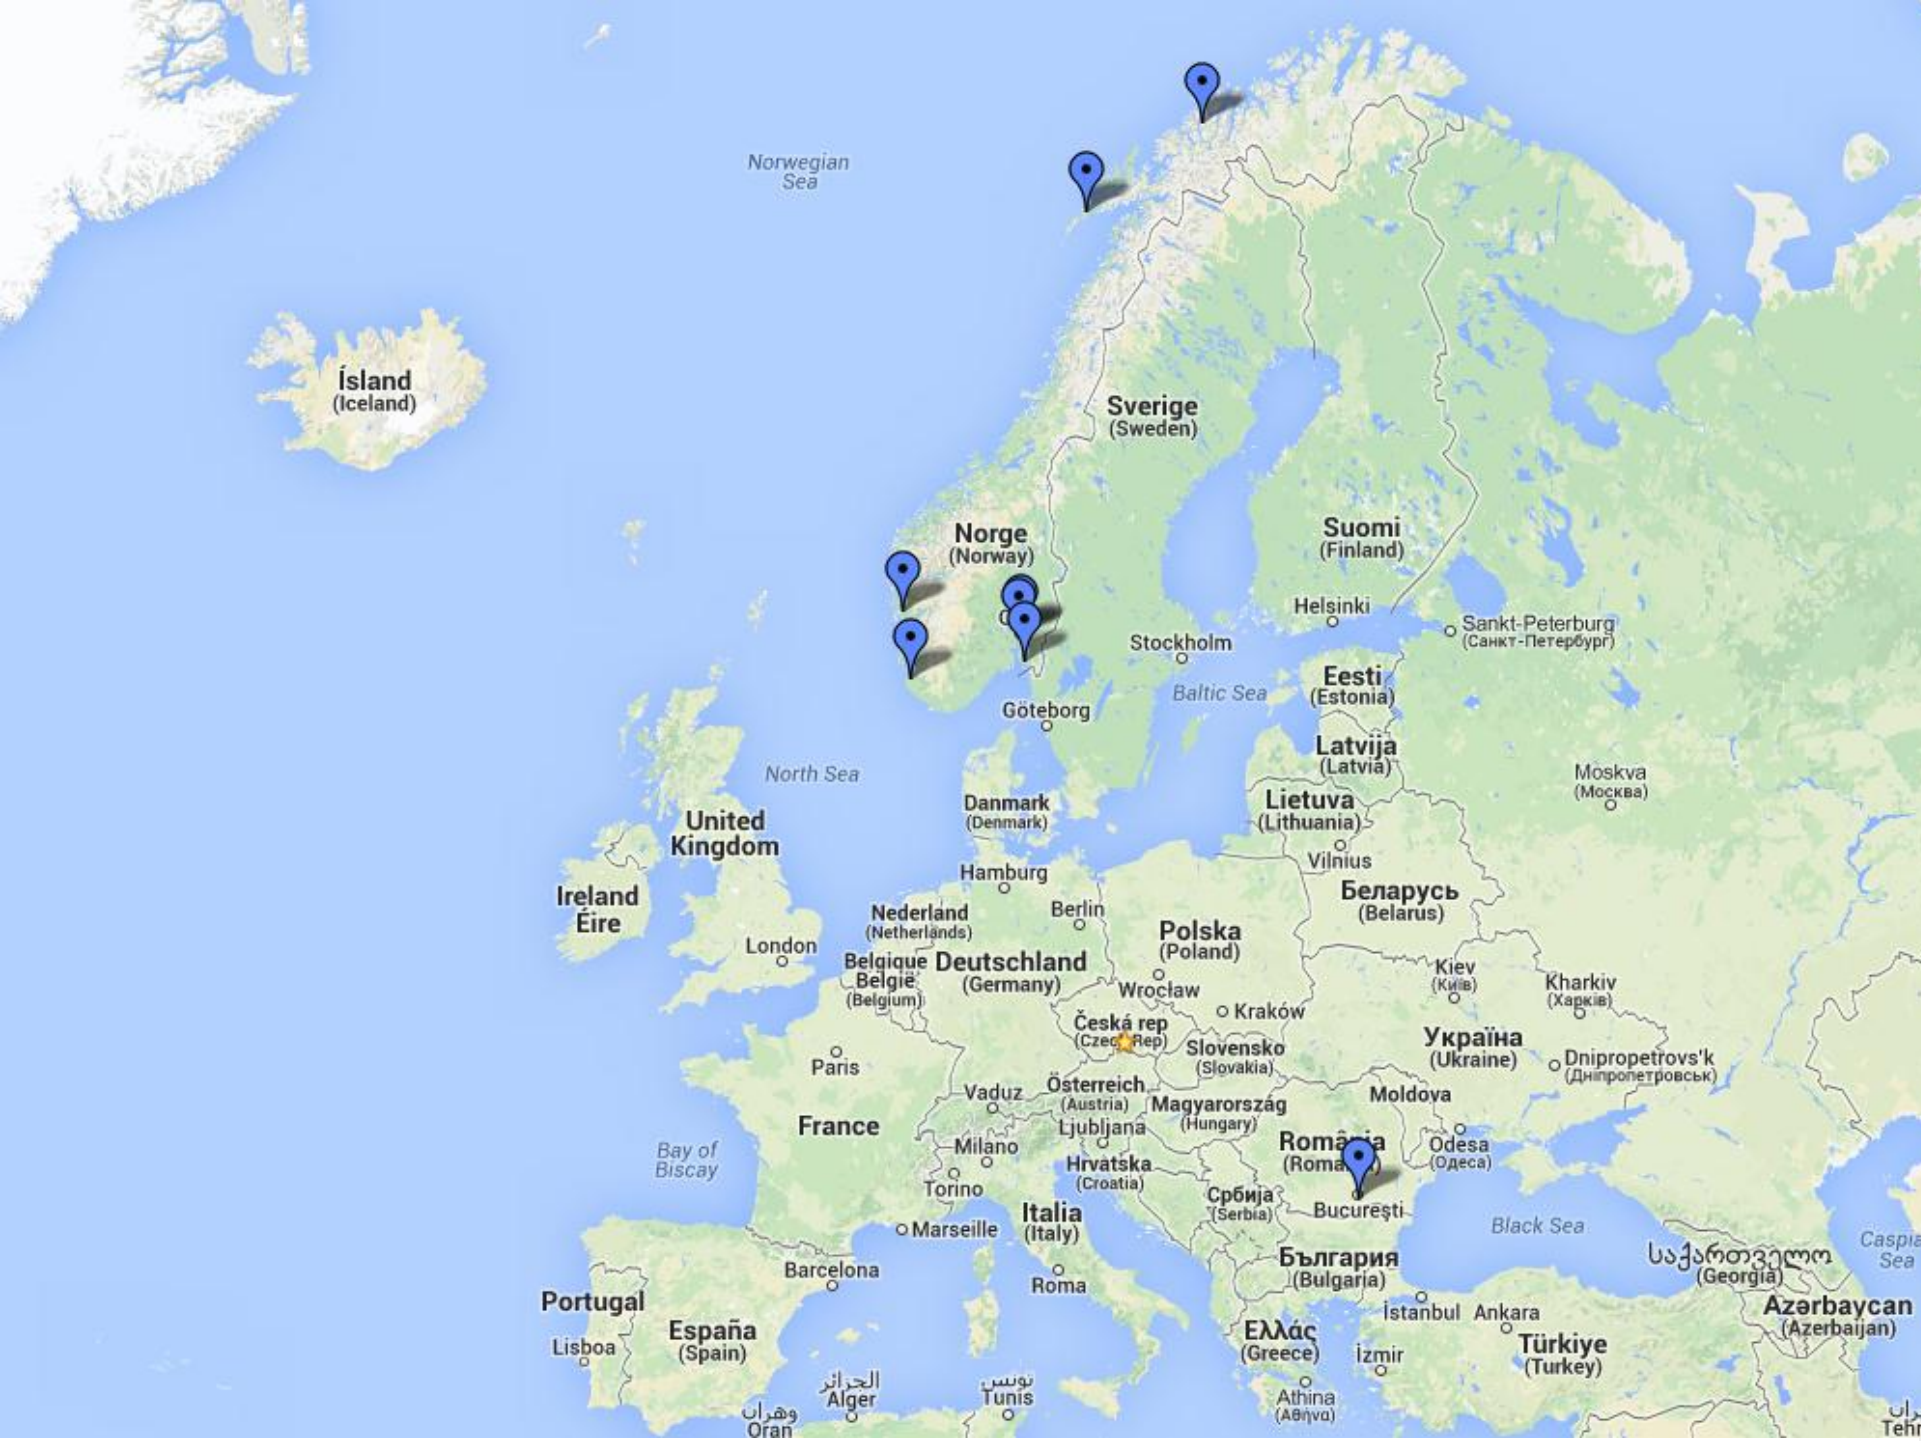 Norwegian
Sea
Ísland
(Iceland)
Sverige
(Sweden)
Norge
(Norway)
Suomi
(Finland)
Helsinki
Sankt-Peterburg
(Санкт-Петербург)
Stockholm
Eesti
(Estonia)
Baltic Sea
Göteborg
Latvija
(Latvia)
North Sea
Moskva
(Москва)
Danmark
(Denmark)
Lietuva
(Lithuania)
United
Kingdom
Vilnius
Hamburg
Ireland
Éire
Беларусь
(Belarus)
Nederland
(Netherlands)
Berlin
Polska
(Poland)
London
Belgique
België
(Belgium)
Deutschland
(Germany)
Kiev
(Київ)
Kharkiv
(Харків)
Wrocław
Kraków
Česká rep
Rep)
Slovensko
(Slovakia)
Україна
(Ukraine)
Dnipropetrovs'k
(Дніпропетровськ)
Paris
Vaduz
Österreich
(Austria)
Magyarország
(Hungary)
Moldova
France
Ljubljana
Milano
Odesa
(Одеса)
Bay of
Biscay
Hrvatska
(Croatia)
Torino
Србија
(Serbia)
București
Italia
(Italy)
Marseille
Black Sea
Sea
България
(Bulgaria)
საქართველო
(Georgia)
Barcelona
Roma
Portugal
İstanbul
Ankara
Azərbaycan
(Azerbaijan)
España
(Spain)
Lisboa
Ελλάς
(Greece)
İzmir
Türkiye
(Turkey)
الجزائر
Alger
تونس
Tunis
Athina
(Αθήνα)
وهران
Oran